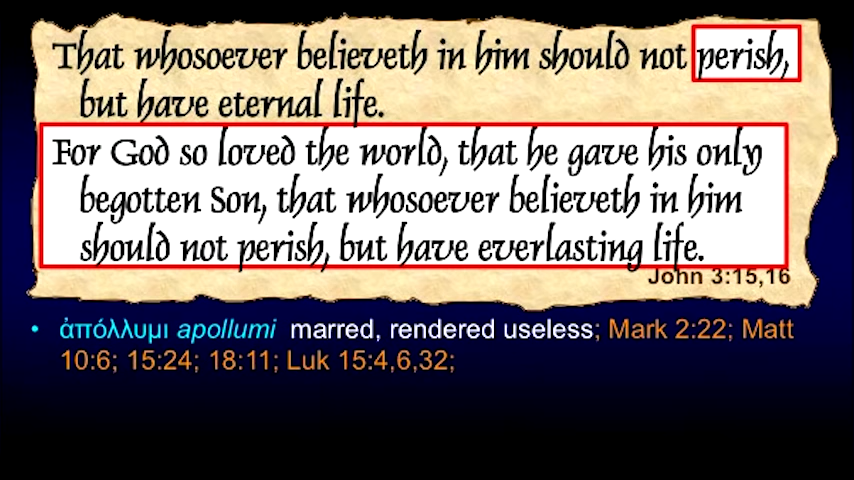 That whosoever believeth in him should not perish,
but have eternal life.
For God so loved the world, that he gave his only
begotten Son, that whosoever believeth in him
should not perish, but have everlasting life.
John 3:15,16
• ἀπόλλυμι apollumi marred, rendered useless; Mark 2:22; Matt
10:6; 15:24; 18:11; Luk 15:4,6,32;